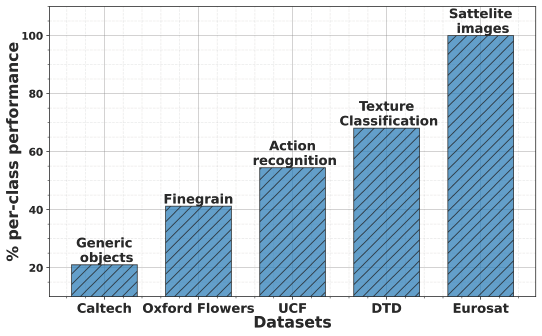 Sattelite
images
Texture
Classification
Action
recognition
Finegrain
Generic
objects
% per-class performance
100
80
60
40
20
Caltech
Oxford Flowers
UCF
DTD
Eurosat
Datasets